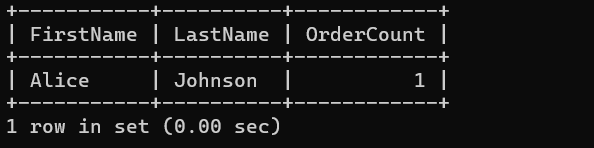 +-----------+----------+------------+
| FirstName | LastName | OrderCount |
+-----------+----------+------------+
| Alice     | Johnson  |          1 |
+-----------+----------+------------+
1 row in set (0.00 sec)